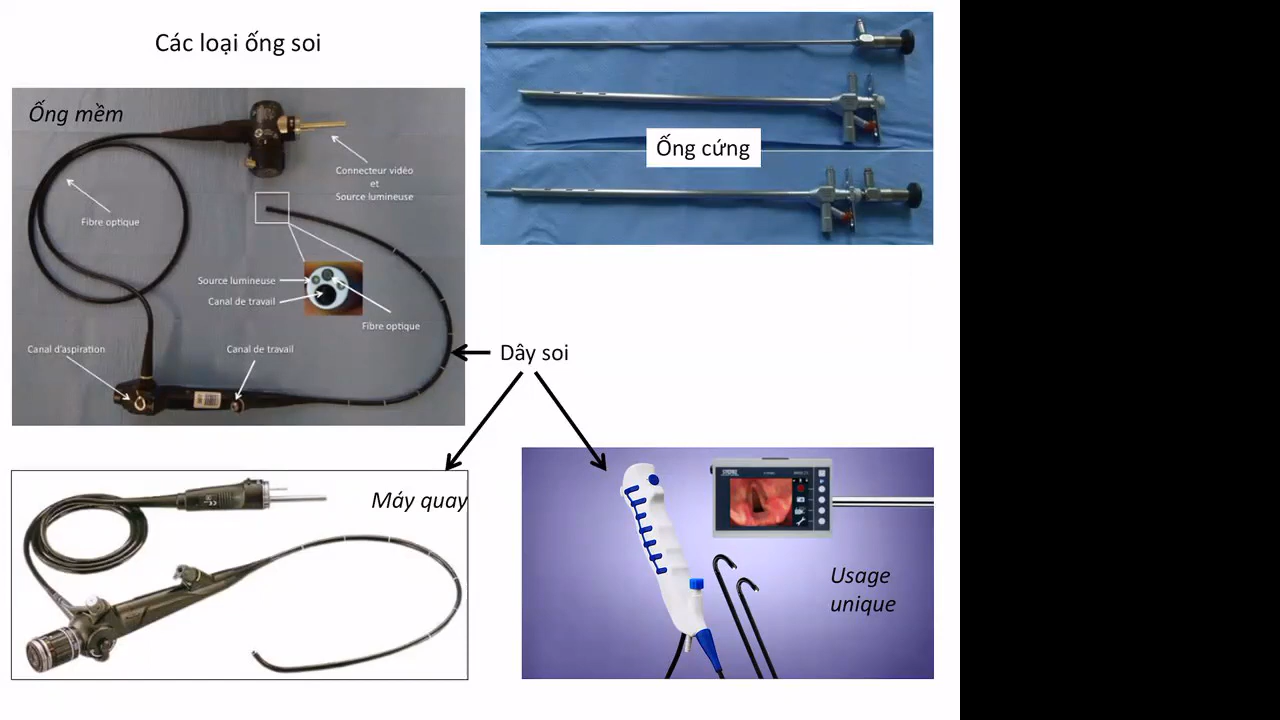 Các loại ống soi
Ống mềm
Connecteur vidéo
et
Source lumineuse
Fibre optique
Source lumineuse
Canal de travail
Fibre optique
Canal d'aspiration
Canal de travail
Ống cứng
Dây soi
Máy quay
Usage
unique